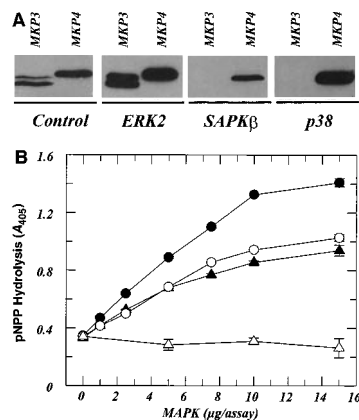 A
MKP3 MKP4 MKP3 MKP4 MKP3 MKP4 MKP3 MKP4
Control ERK2 SAPKβ p38
B
pNPP Hydrolysis (A405)
1.6
1.2
0.8
0.4
0
0 2 4 6 8 10 12 14 16
MAPK (µg/assay)